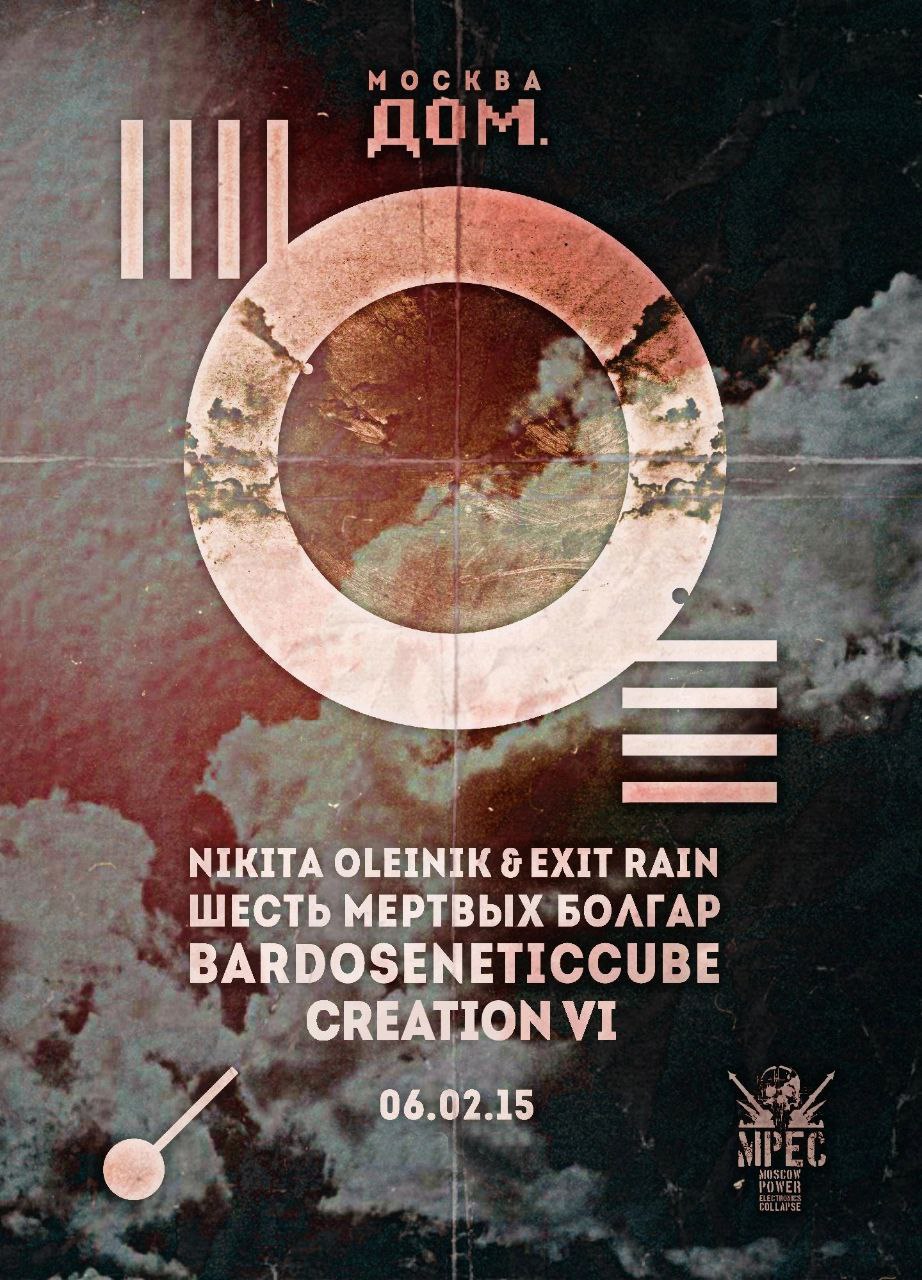 МОСКВА
ДОМ.
NIKITA OLEINIK & EXIT RAIN
ШЕСТЬ МЕРТВЫХ БОЛГАР
BARDOSENETICCUBE
CREATION VI
06.02.15
MPEC
MOSCOW
POWER
ELECTRONICS
COLLAPSE